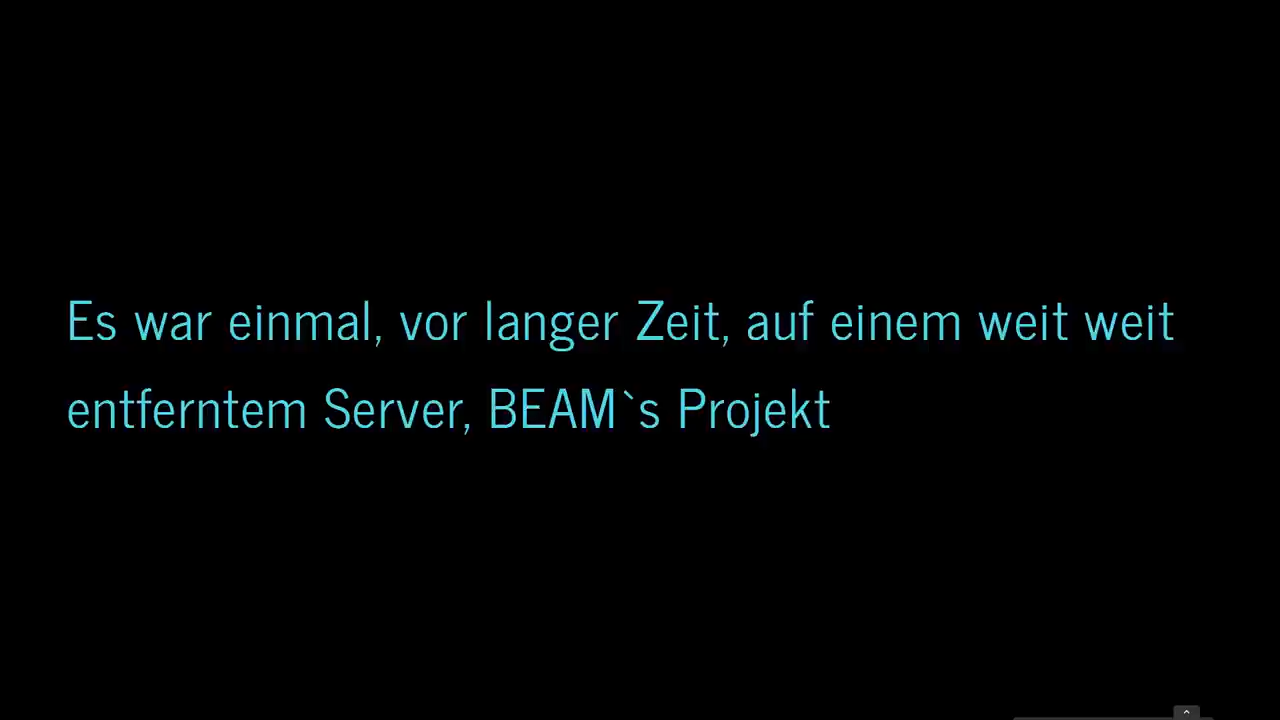 Es war einmal, vor langer Zeit, auf einem weit weit
entferntem Server, BEAM`s Projekt